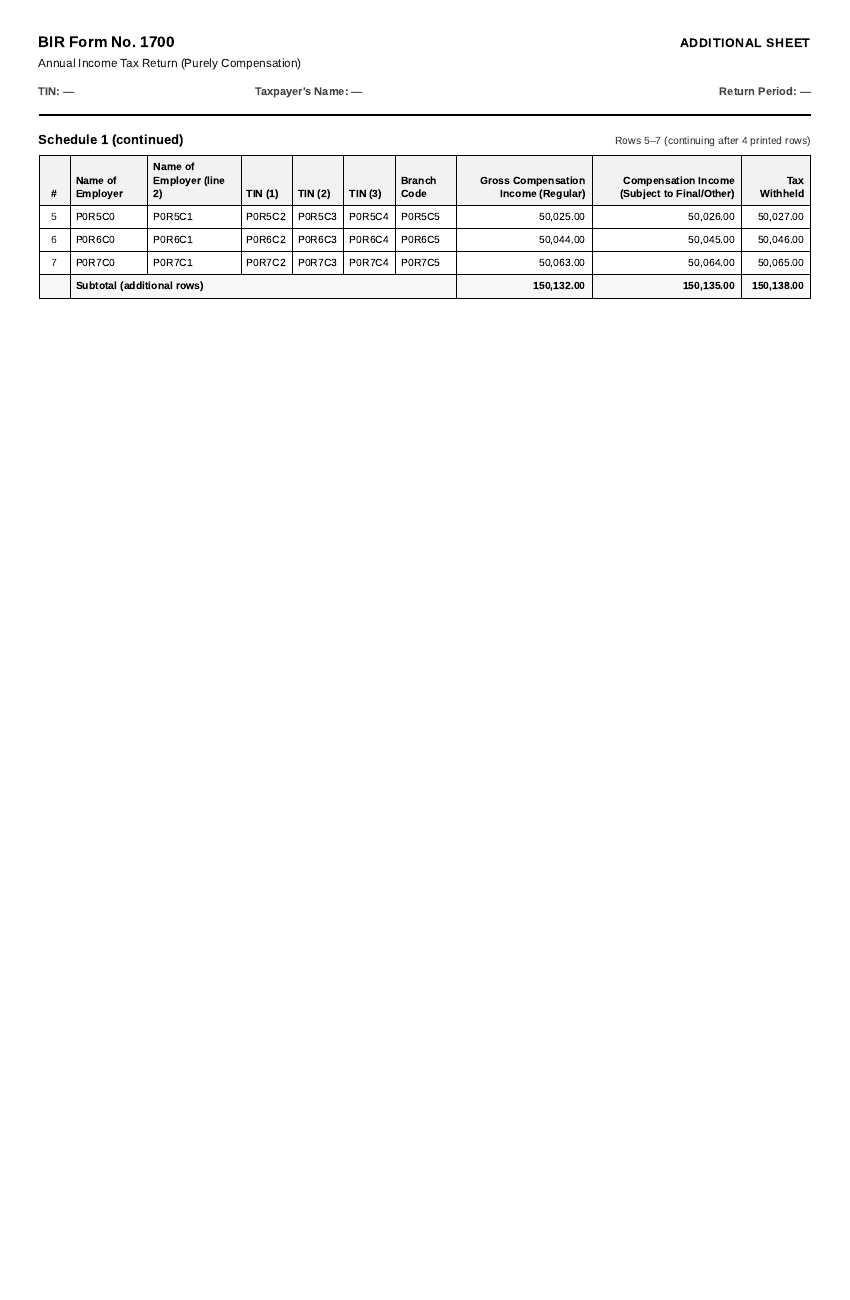 BIR Form No. 1700
ADDITIONAL SHEET
Annual Income Tax Return (Purely Compensation)
TIN: — Taxpayer's Name: — Return Period: —
Schedule 1 (continued)
Rows 5–7 (continuing after 4 printed rows)
# Name of Employer Name of Employer (line 2) TIN (1) TIN (2) TIN (3) Branch Code Gross Compensation Income (Regular) Compensation Income (Subject to Final/Other) Tax Withheld
5 P0R5C0 P0R5C1 P0R5C2 P0R5C3 P0R5C4 P0R5C5 50,025.00 50,026.00 50,027.00
6 P0R6C0 P0R6C1 P0R6C2 P0R6C3 P0R6C4 P0R6C5 50,044.00 50,045.00 50,046.00
7 P0R7C0 P0R7C1 P0R7C2 P0R7C3 P0R7C4 P0R7C5 50,063.00 50,064.00 50,065.00
Subtotal (additional rows) 150,132.00 150,135.00 150,138.00